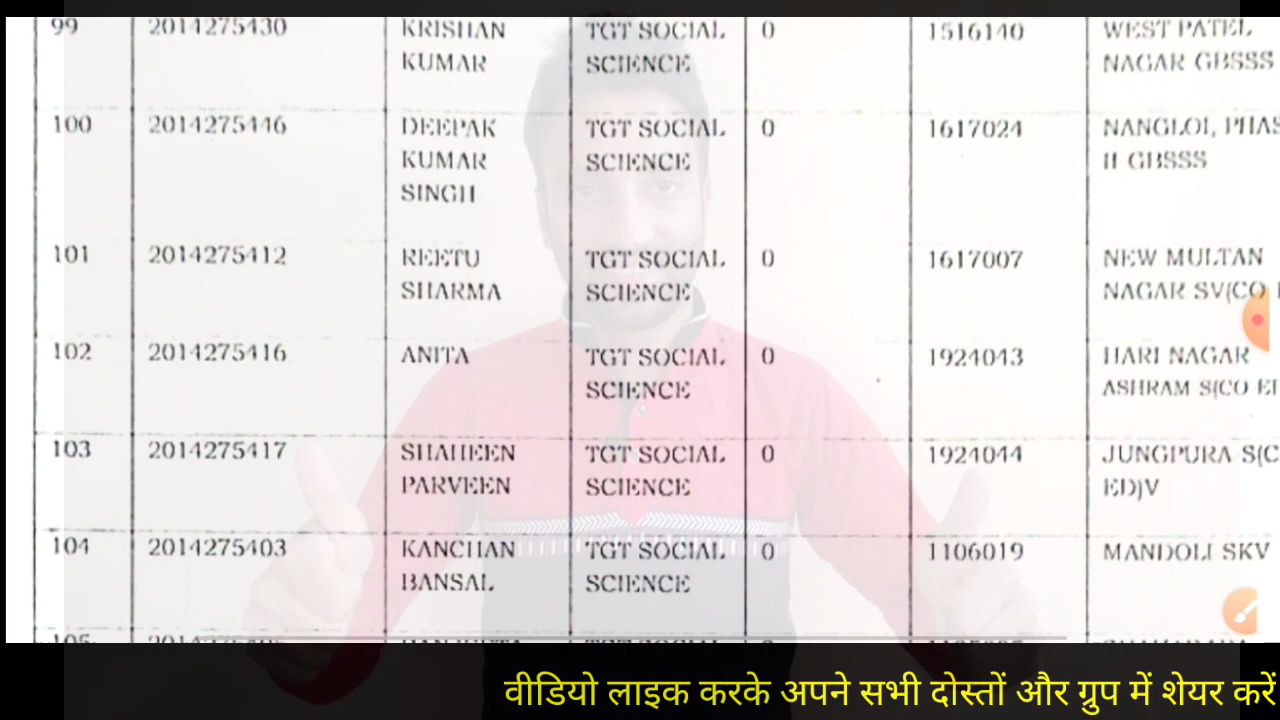 99 2014275430 KRISHAN TGT SOCIAL 0 1516140 WEST PATEL
KUMAR SCIENCE NAGAR GBSSS
100 2014275446 DEEPAK TGT SOCIAL 0 1617024 NANGLOI, PHAS
KUMAR SCIENCE II GBSSS
SINGH
101 2014275412 REETU TGT SOCIAL 0 1617007 NEW MULTAN
SHARMA SCIENCE NAGAR SV(CO
102 2014275416 ANITA TGT SOCIAL 0 1924043 HARI NAGAR
SCIENCE ASHRAM S(CO ED
103 2014275417 SHAHEEN TGT SOCIAL 0 1924044 JUNGPURA S(C
PARVEEN SCIENCE ED)V
104 2014275403 KANCHAN TGT SOCIAL 0 1106019 MANDOLI SKV
BANSAL SCIENCE
वीडियो लाइक करके अपने सभी दोस्तों और ग्रुप में शेयर करें